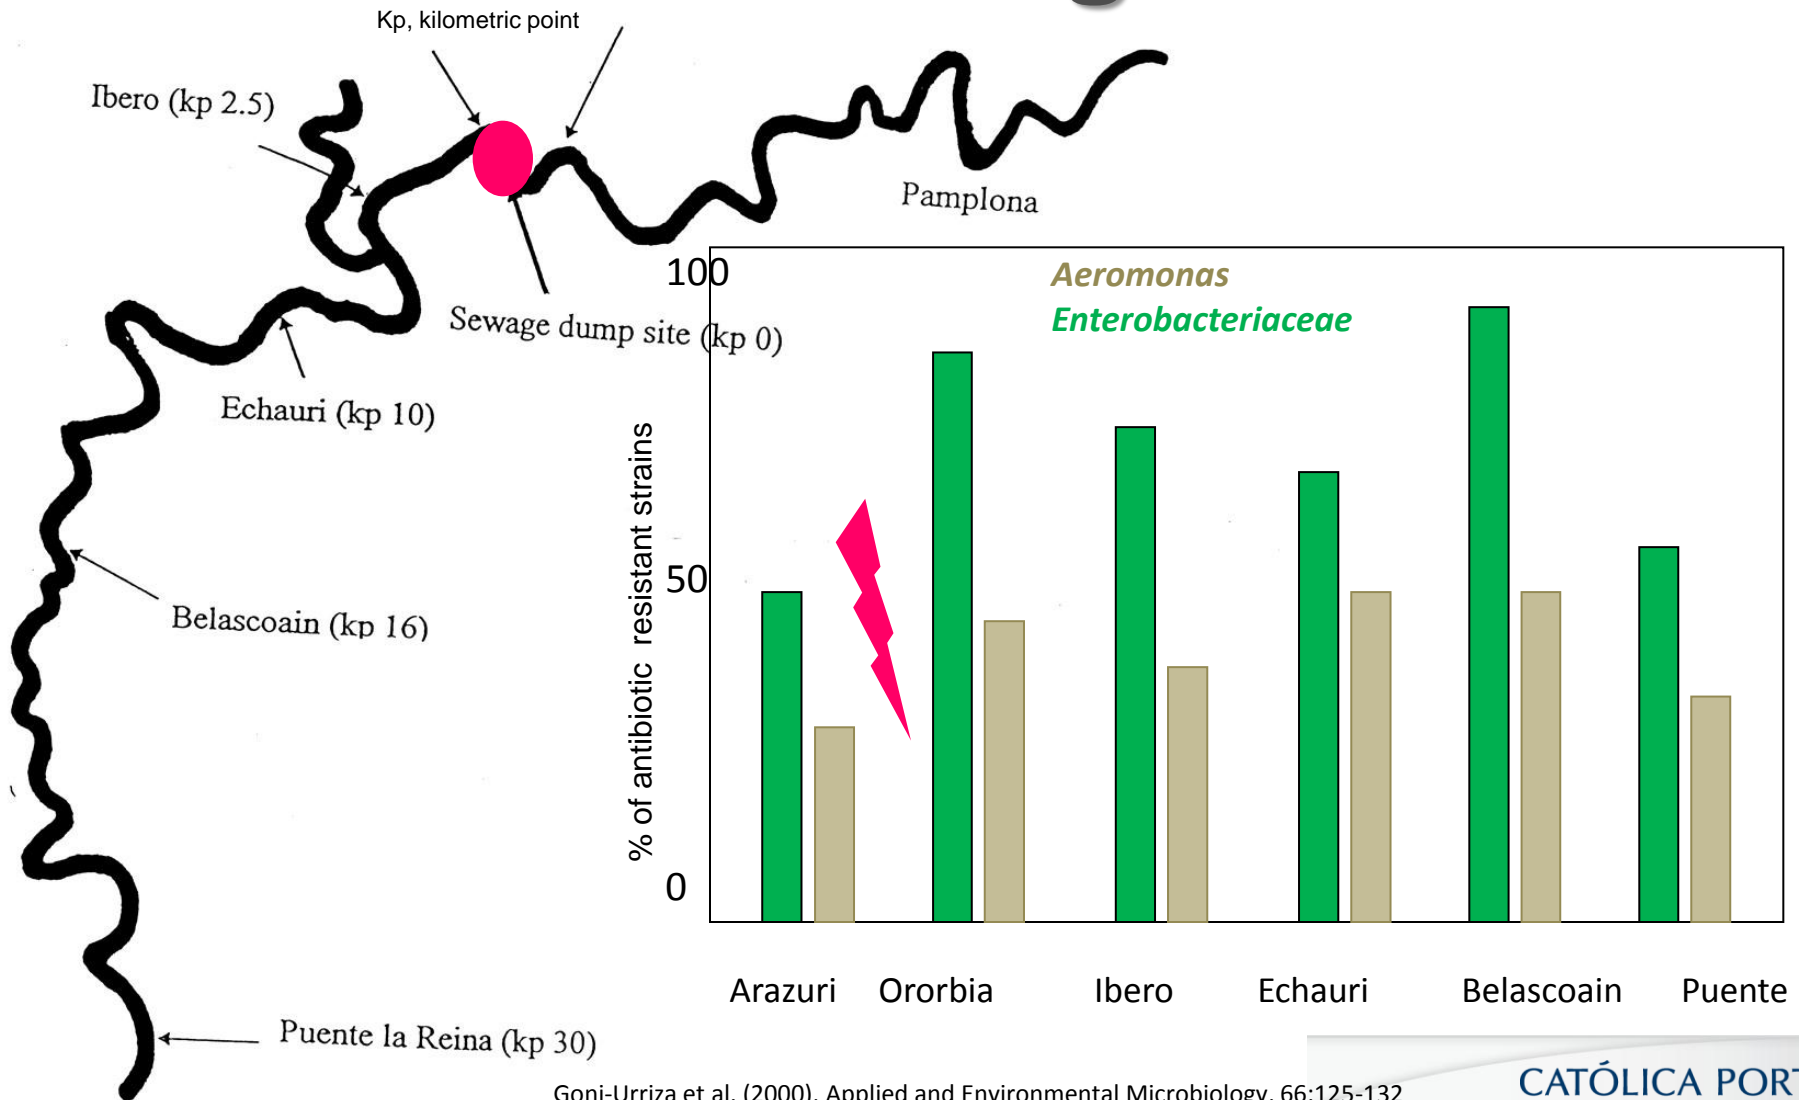 Kp, kilometric point
Ibero (kp 2.5)
Pamplona
Sewage dump site (kp 0)
Echauri (kp 10)
Belascoain (kp 16)
Puente la Reina (kp 30)
Aeromonas
Enterobacteriaceae
100
50
0
% of antibiotic resistant strains
Arazuri Ororbia Ibero Echauri Belascoain Puente
Goni-Urriza et al. (2000). Applied and Environmental Microbiology, 66:125-132
CATÓLICA